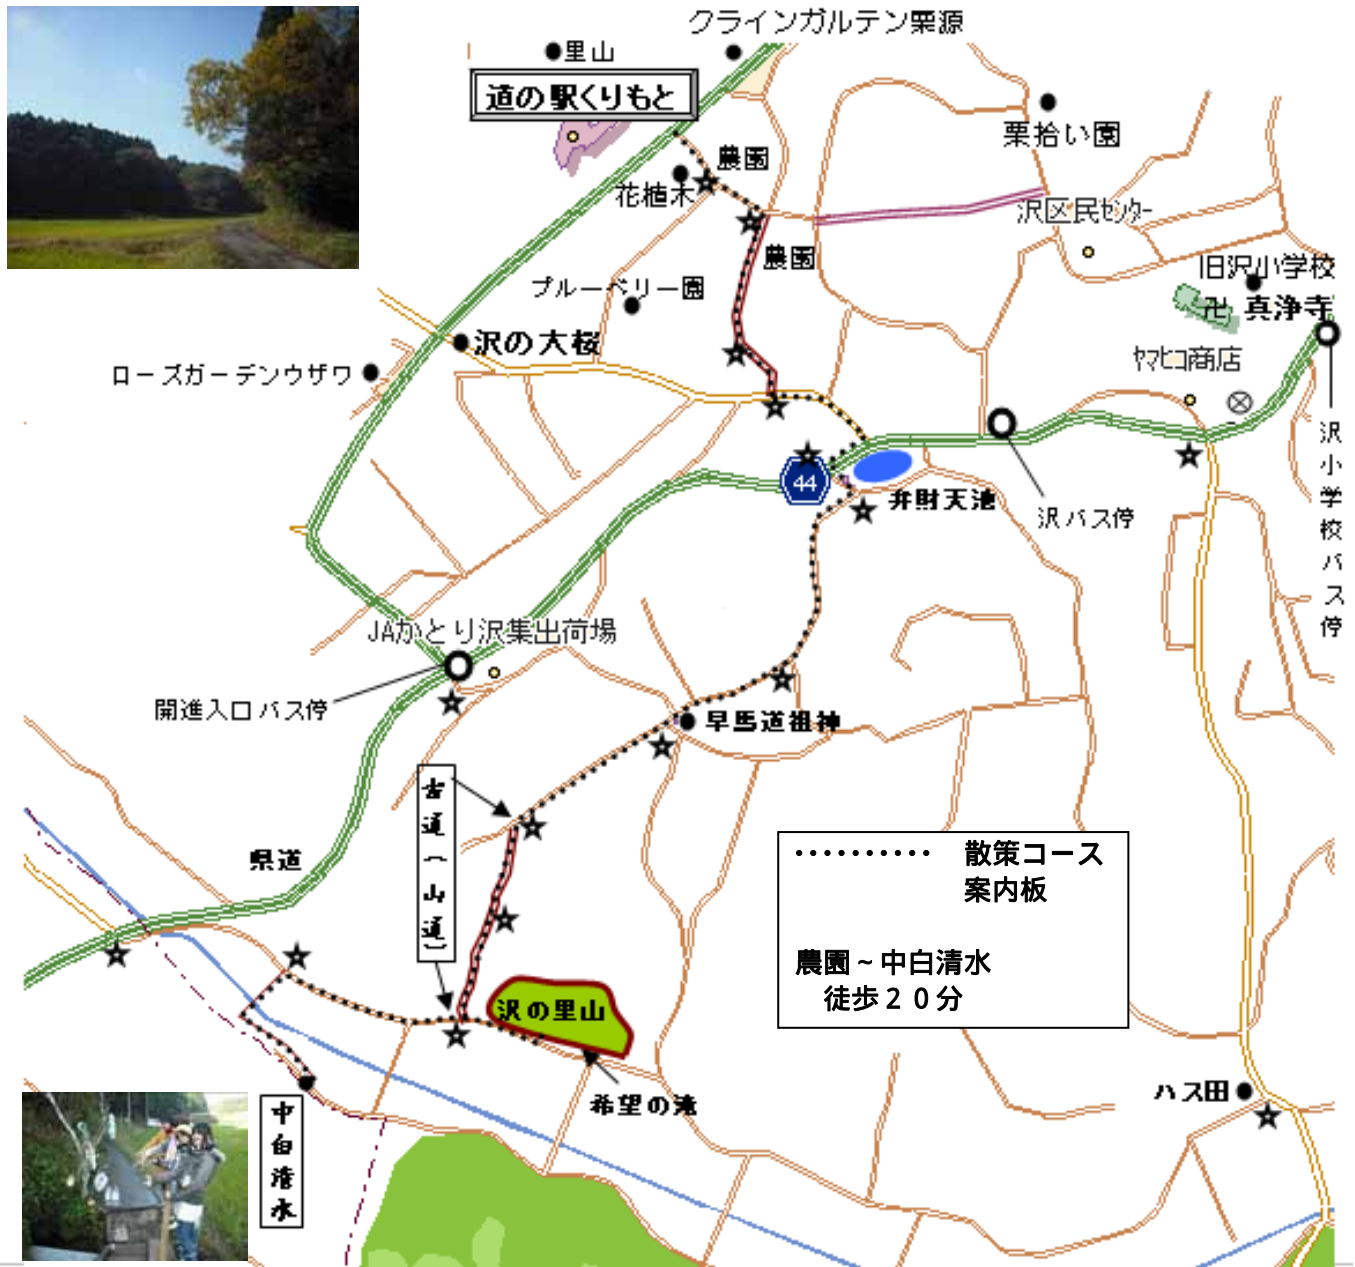 クラインガルテン栗源
里山
道の駅くりもと
農園
栗拾い園
花植木
沢区民センター
農園
旧沢小学校
ブルーベリー園
卍 真浄寺
沢の大桜
ヤマヒコ商店
ローズガーデンウザワ
沢小学校バス停
44
弁財天池
沢バス停
JAかとり沢集出荷場
開進入口バス停
早馬道祖神
古道(山道)
県道
‥‥‥‥‥ 散策コース
案内板
農園~中白清水
徒歩20分
沢の里山
希望の滝
ハス田
中白清水